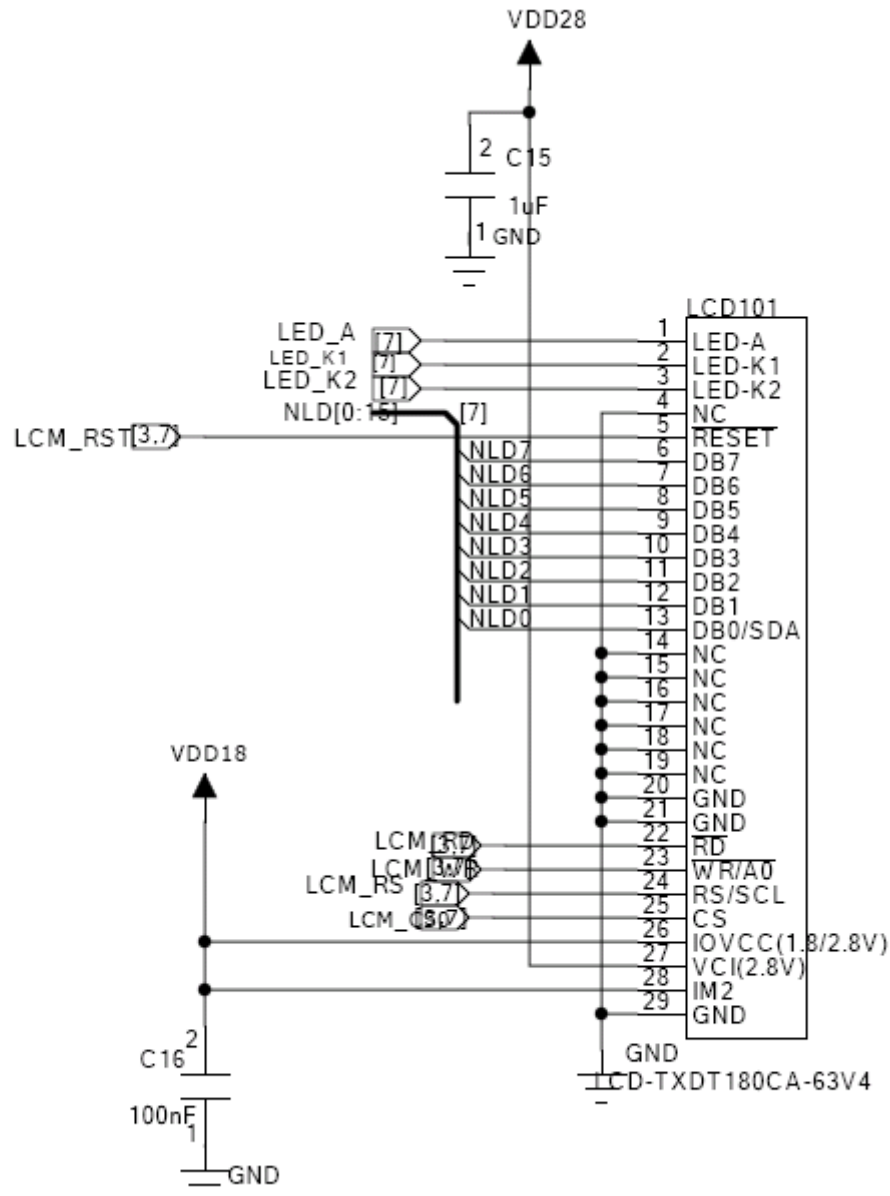 VDD28
2 C15
1uF
1 GND
LCD101
LED_A [7] 1 LED-A
LED_K1 [7] 2 LED-K1
LED_K2 [7] 3 LED-K2
NLD[0:15] [7] 4 NC
LCM_RST [3,7] 5 RESET
NLD7 6 DB7
NLD6 7 DB6
NLD5 8 DB5
NLD4 9 DB4
NLD3 10 DB3
NLD2 11 DB2
NLD1 12 DB1
NLD0 13 DB0/SDA
14 NC
15 NC
16 NC
17 NC
18 NC
VDD18
19 NC
20 GND
21 GND
LCM_RD [3,7] 22 RD
[3,7] 23 WR/A0
LCM_RS [3,7] 24 RS/SCL
25 CS
26 IOVCC(1.8/2.8V)
27 VCI(2.8V)
28 IM2
29 GND
2
C16
GND
LCD-TXDT180CA-63V4
100nF
1
GND